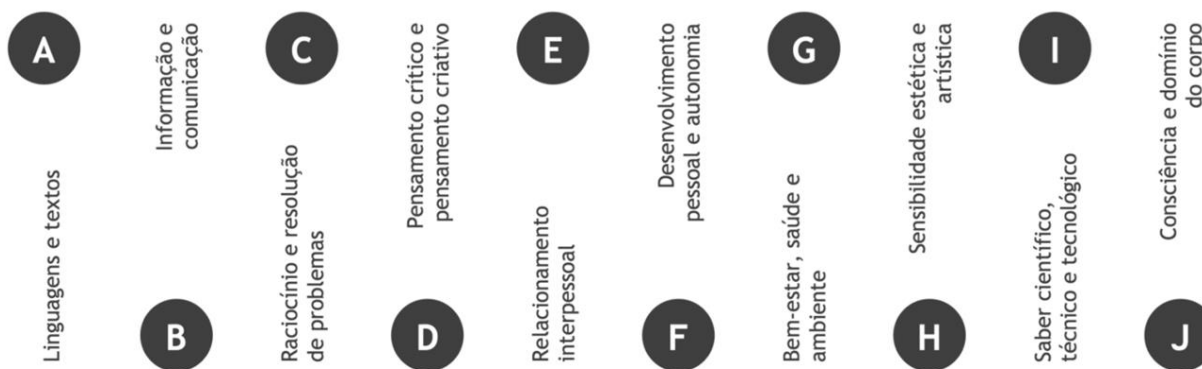 A
Linguagens e textos
B
Informação e
comunicação
C
Raciocínio e resolução
de problemas
D
Pensamento crítico e
pensamento criativo
E
Relacionamento
interpessoal
F
Desenvolvimento
pessoal e autonomia
G
Bem-estar, saúde e
ambiente
H
Sensibilidade estética e
artística
I
Saber científico,
técnico e tecnológico
J
Consciência e domínio
do corpo